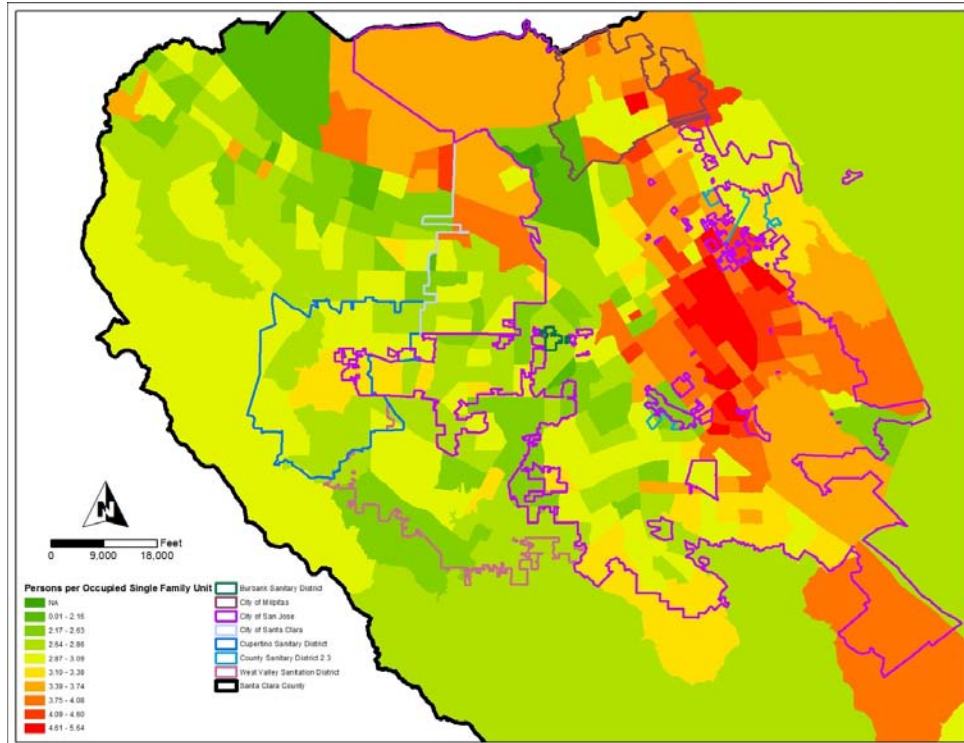 N
Feet
0 9,000 18,000
Persons per Occupied Single Family Unit
NA
0.01 - 2.16
2.17 - 2.63
2.64 - 2.86
2.87 - 3.09
3.10 - 3.38
3.39 - 3.74
3.75 - 4.08
4.09 - 4.60
4.61 - 5.54
Burbank Sanitary District
City of Milpitas
City of San Jose
City of Santa Clara
Cupertino Sanitary District
County Sanitary District 2 3
West Valley Sanitation District
Santa Clara County